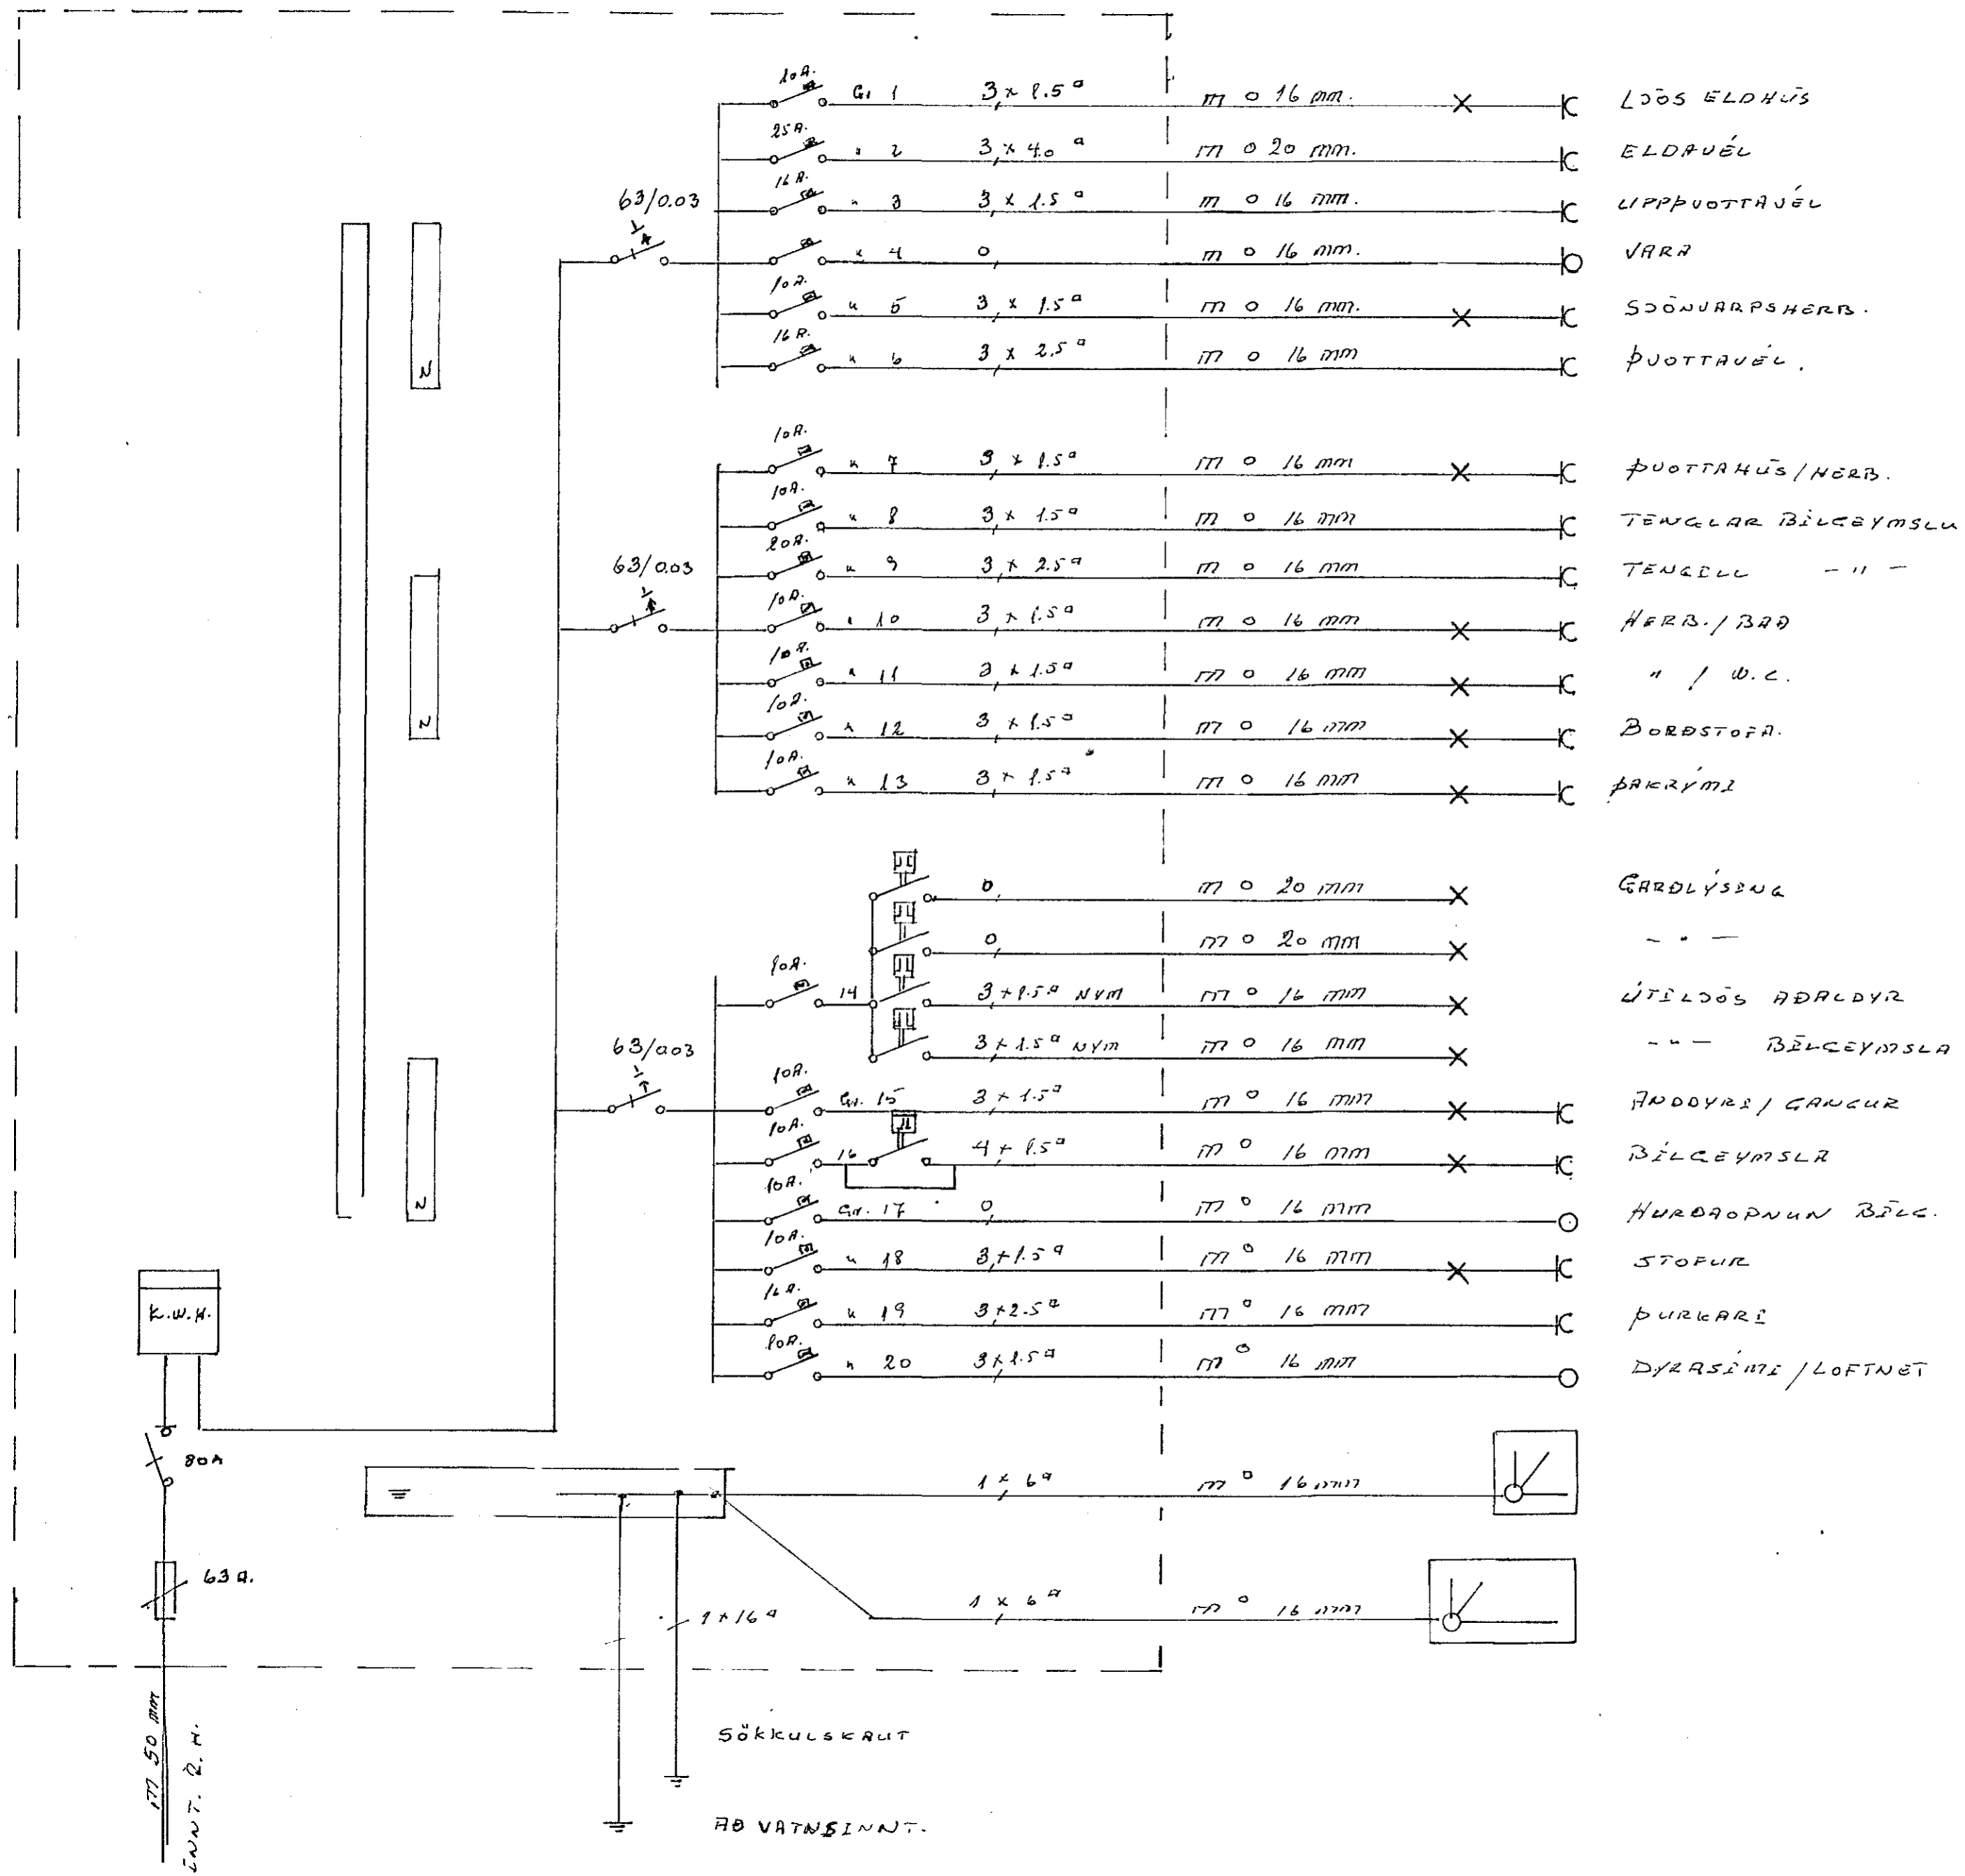 10A. Gr 1 3 x 1.5□ m o 16 mm. LJÓS ELDHÚS
25A. " 2 3 x 4.0 □ m o 20 mm. ELDAVÉL
16A. " 3 3 x 1.5 □ m o 16 mm. UPPÞVOTTAVÉL
63/0.03
" 4 0 m o 16 mm. VARA
10A. " 5 3 x 1.5□ m o 16 mm. SJÓNVARPSHERB.
16A. " 6 3 x 2.5□ m o 16 mm ÞVOTTAVÉL.
N
10A. " 7 3 x 1.5□ m o 16 mm ÞVOTTAHÚS/HERB.
10A. " 8 3 x 1.5□ m o 16 mm TENGLAR BÍLGEYMSLU
20A. " 9 3 x 2.5□ m o 16 mm TENGILL - " -
63/0.03
10A. " 10 3 x 1.5□ m o 16 mm HERB./BAÐ
10A. " 11 3 x 1.5□ m o 16 mm " / W.C.
10A. " 12 3 x 1.5□ m o 16 mm BORÐSTOFA.
N
10A. " 13 3 x 1.5□ m o 16 mm ÞAKRÝMI
0 m o 20 mm GARÐLÝSING
0 m o 20 mm - " -
10A. 14 3 x 1.5□ NYM m o 16 mm ÚTILJÓS AÐALDYR
3 x 1.5□ NYM m o 16 mm - " - BÍLGEYMSLA
63/0.03
10A. Gr. 15 3 x 1.5□ m o 16 mm ANDDYRI/GANGUR
10A. 16 4 x 1.5□ m o 16 mm BÍLGEYMSLA
N
10A. Gr. 17 0 m o 16 mm HURÐAOPNUN BÍLG.
10A. " 18 3 x 1.5□ m o 16 mm STOFUR
16A. " 19 3 x 2.5□ m o 16 mm ÞURKARI
10A. " 20 3 x 1.5□ m o 16 mm DYRASÍMI/LOFTNET
K.W.H.
80A
1 x 6□ m o 16 mm
63A.
1 x 6□ m o 16 mm
1 x 16□
m 50 mm
INNT. R.H.
SÖKKULSKAUT
AÐ VATNSINNT.